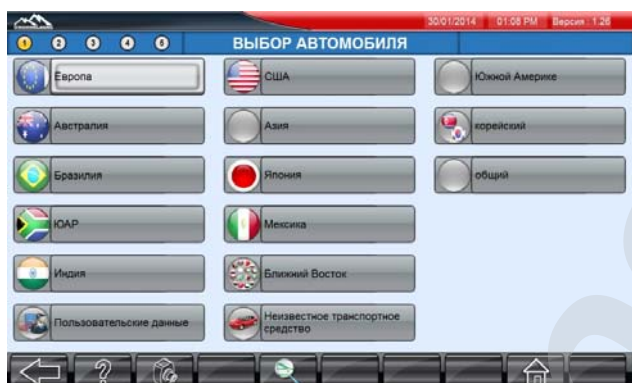 30/01/2014 01:08 PM Версия : 1.26
1 2 3 4 5 ВЫБОР АВТОМОБИЛЯ
Европа США Южной Америке
Австралия Азия корейский
Бразилия Япония общий
ЮАР Мексика
Индия Ближний Восток
Пользовательские данные Неизвестное транспортное
средство